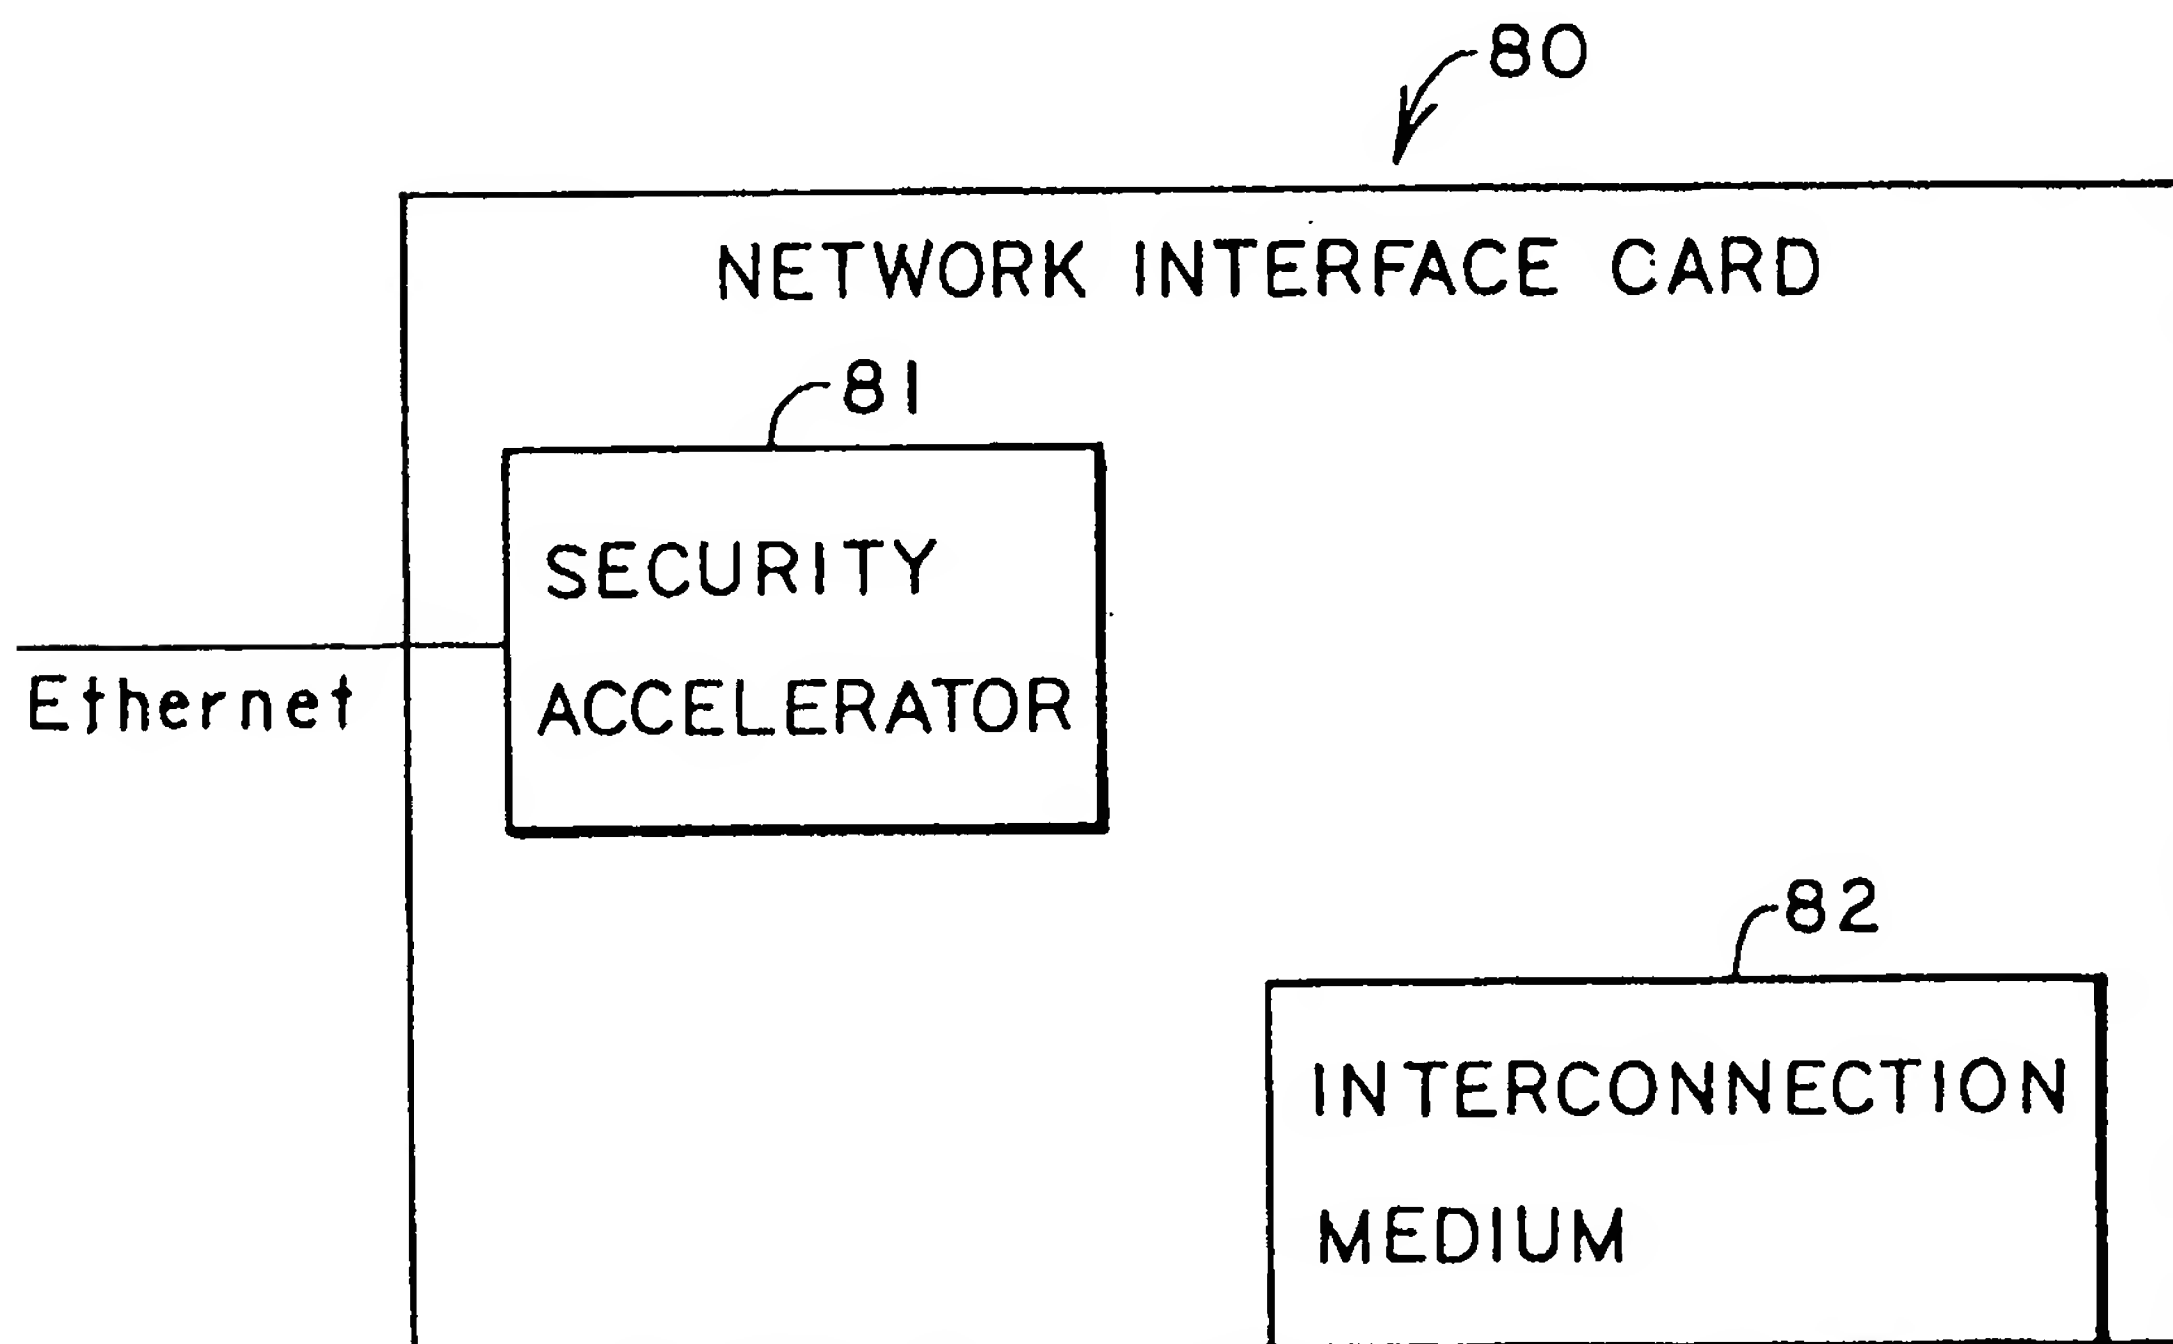 80
NETWORK INTERFACE CARD
81
SECURITY
ACCELERATOR
Ethernet
82
INTERCONNECTION
MEDIUM